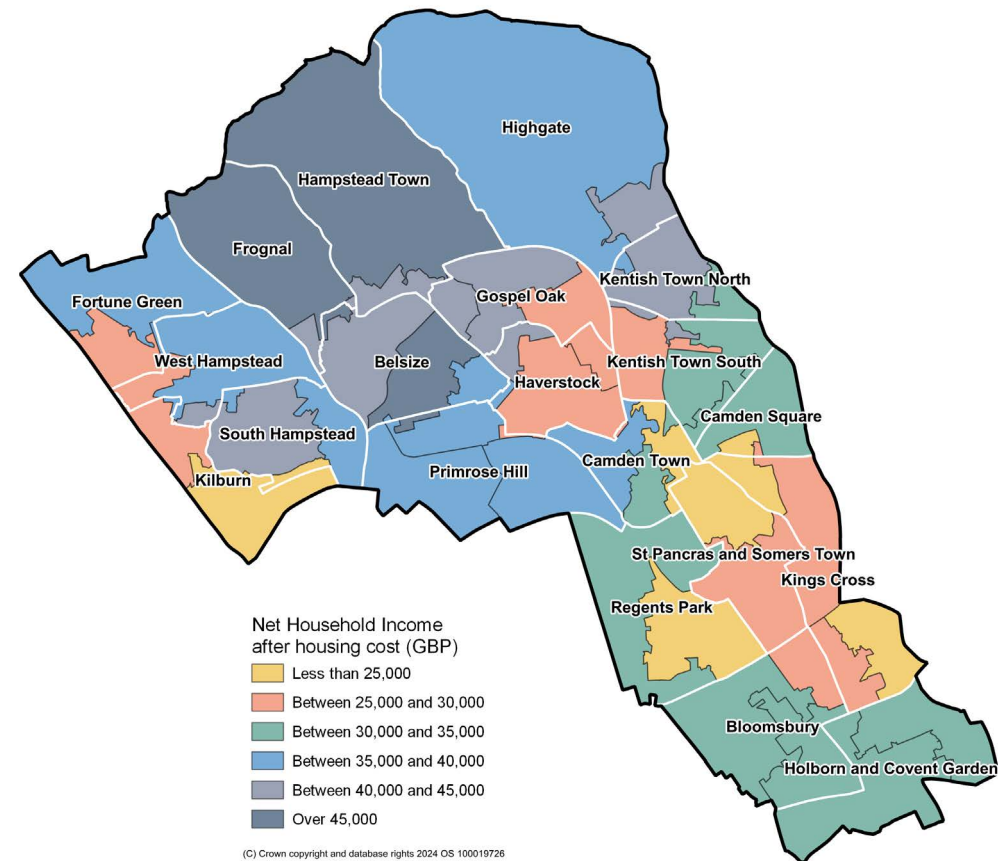 Highgate
Hampstead Town
Frognal
Kentish Town North
Gospel Oak
Fortune Green
West Hampstead
Belsize
Kentish Town South
Haverstock
Camden Square
South Hampstead
Camden Town
Primrose Hill
Kilburn
St Pancras and Somers Town
Kings Cross
Regents Park
Bloomsbury
Holborn and Covent Garden
Net Household Income
after housing cost (GBP)
Less than 25,000
Between 25,000 and 30,000
Between 30,000 and 35,000
Between 35,000 and 40,000
Between 40,000 and 45,000
Over 45,000
(C) Crown copyright and database rights 2024 OS 100019726